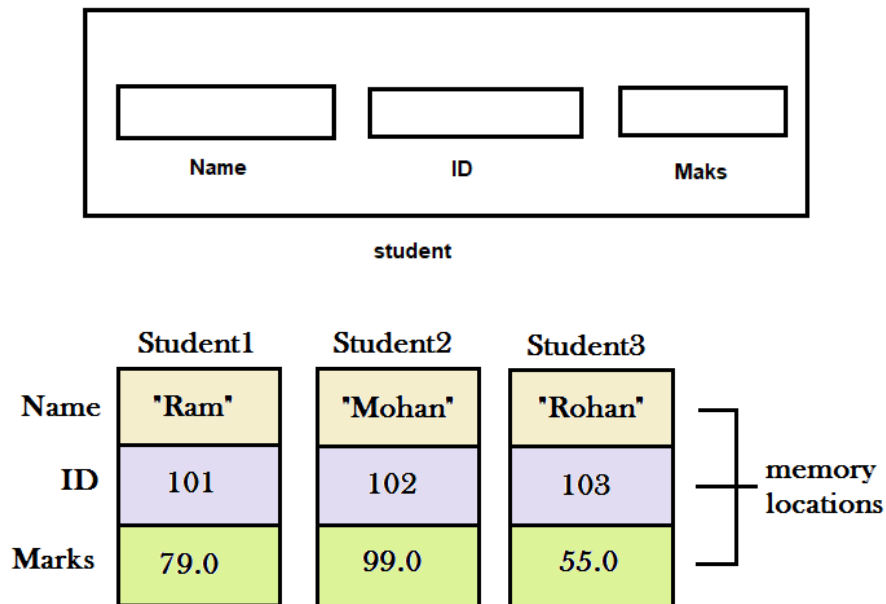 Name ID Maks
student
Student1 Student2 Student3
Name "Ram" "Mohan" "Rohan"
ID 101 102 103
memory
locations
Marks 79.0 99.0 55.0